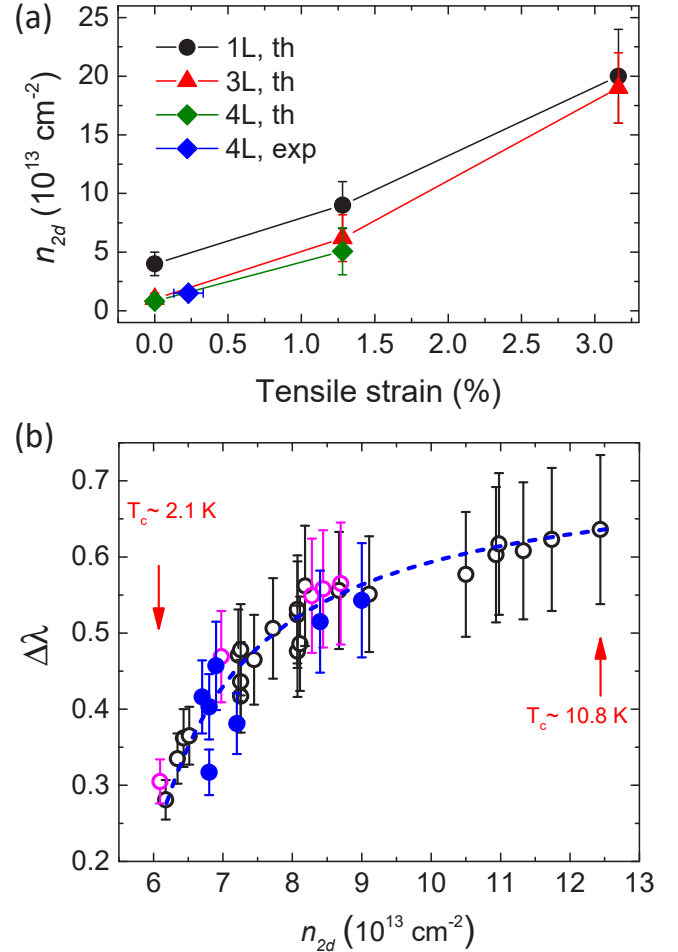 (a)
25
20
15
10
5
0
n2d (10^13 cm^-2)
1L, th
3L, th
4L, th
4L, exp
0.0 0.5 1.0 1.5 2.0 2.5 3.0
Tensile strain (%)
(b)
0.7
0.6
0.5
0.4
0.3
0.2
Δλ
Tc~ 2.1 K
Tc~ 10.8 K
6 7 8 9 10 11 12 13
n2d (10^13 cm^-2)